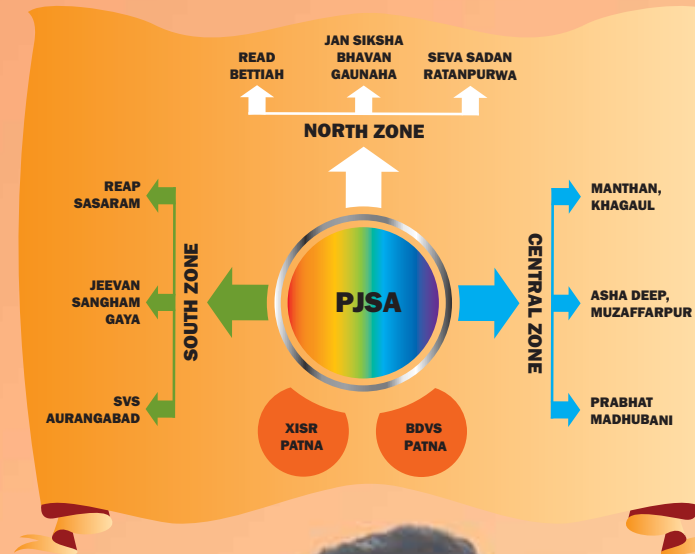 READ
BETTIAH
JAN SIKSHA
BHAVAN
GAUNAHA
SEVA SADAN
RATANPURWA
NORTH ZONE
REAP
SASARAM
JEEVAN
SANGHAM
GAYA
SVS
AURANGABAD
SOUTH ZONE
PJSA
CENTRAL ZONE
MANTHAN,
KHAGAUL
ASHA DEEP,
MUZAFFARPUR
PRABHAT
MADHUBANI
XISR
PATNA
BDVS
PATNA